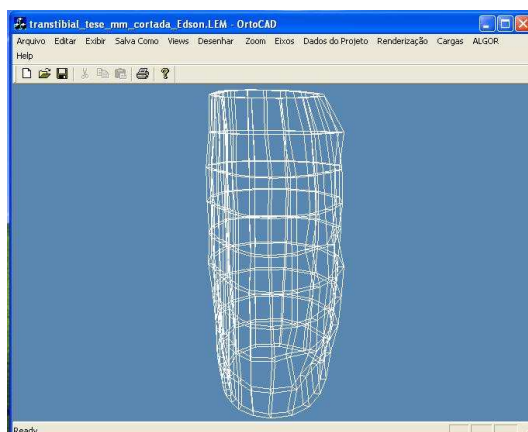 transtibial_tese_mm_cortada_Edson.LEM - OrtoCAD
Arquivo Editar Exibir Salva Como Views Desenhar Zoom Eixos Dados do Projeto Renderização Cargas ALGOR
Help
Ready